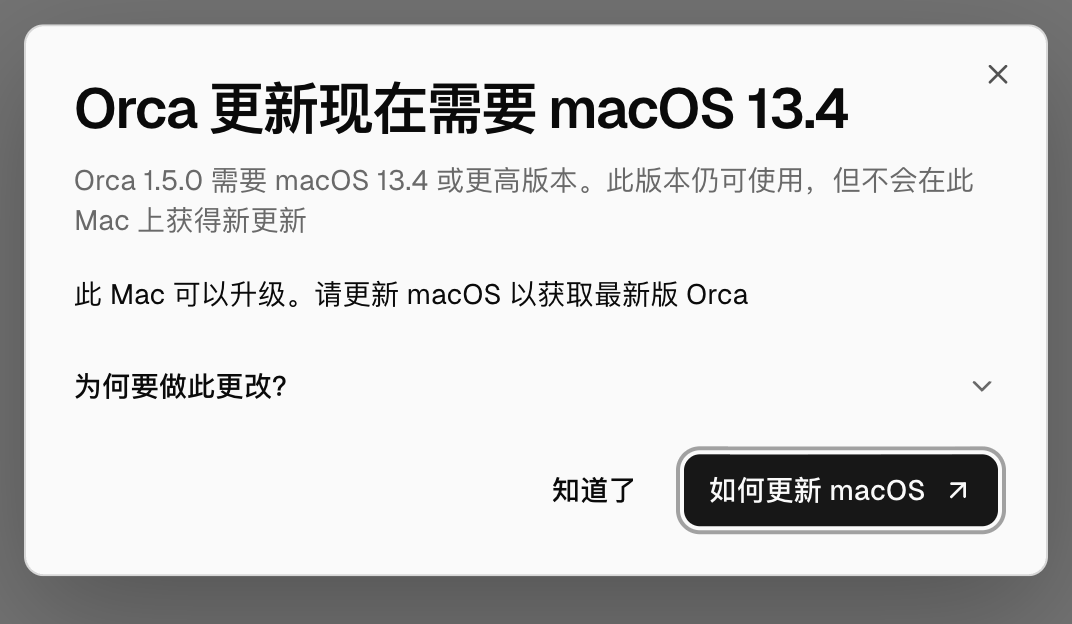 Orca 更新现在需要 macOS 13.4
Orca 1.5.0 需要 macOS 13.4 或更高版本。此版本仍可使用，但不会在此
Mac 上获得新更新
此 Mac 可以升级。请更新 macOS 以获取最新版 Orca
为何要做此更改?
知道了
如何更新 macOS